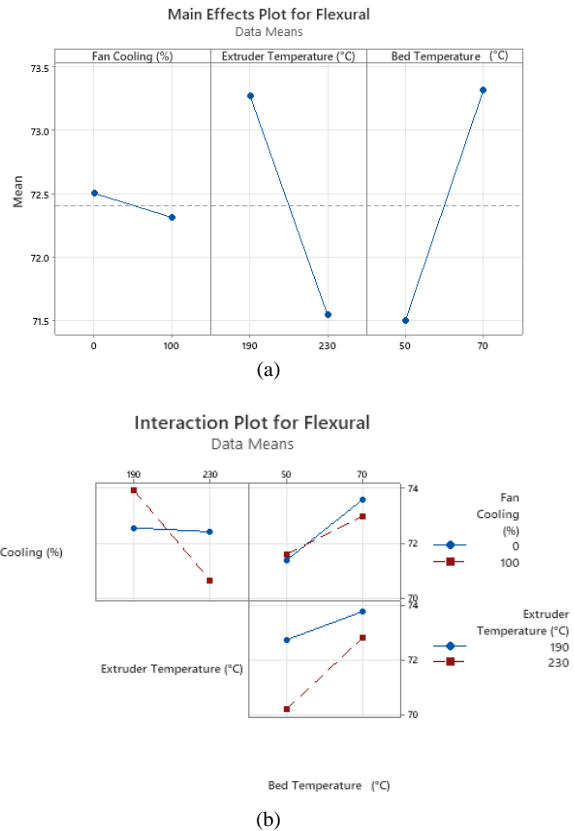 Main Effects Plot for Flexural
Data Means
Fan Cooling (%) Extruder Temperature (°C) Bed Temperature (°C)
73.5
73.0
72.5
72.0
71.5
Mean
0 100 190 230 50 70
(a)
Interaction Plot for Flexural
Data Means
190 230 50 70
74
72
70
Cooling (%)
Fan
Cooling
(%)
0
100
74
72
70
Extruder Temperature (°C)
Extruder
Temperature (°C)
190
230
Bed Temperature (°C)
(b)